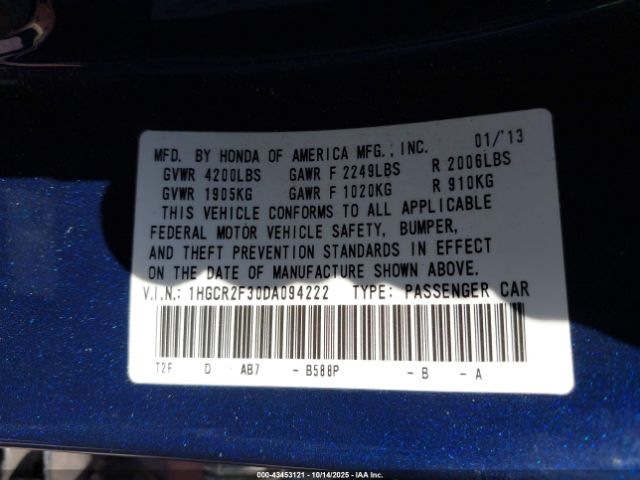 MFD. BY HONDA OF AMERICA MFG., INC. 01/'13
GVWR 4200LBS GAWR F 2249LBS R 2006LBS
GVWR 1905KG GAWR F 1020KG R 910KG
THIS VEHICLE CONFORMS TO ALL APPLICABLE
FEDERAL MOTOR VEHICLE SAFETY, BUMPER,
AND THEFT PREVENTION STANDARDS IN EFFECT
ON THE DATE OF MANUFACTURE SHOWN ABOVE.
V.I.N.: 1HGCR2F30DA094222 TYPE: PASSENGER CAR
T2F D AB7 - B588P - B - A
000-43453121 | 10/14/2025 | IAAI.COM